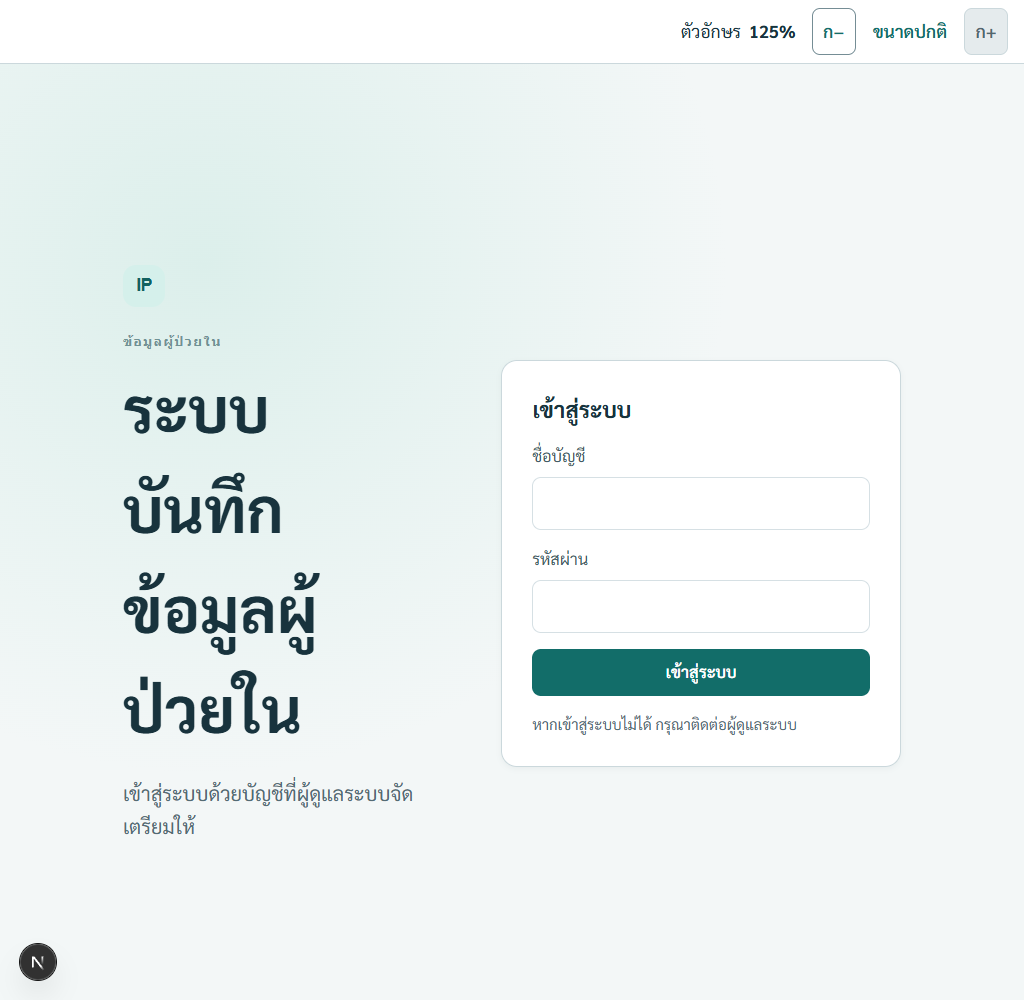 ตัวอักษร 125% ก− ขนาดปกติ ก+
IP
ข้อมูลผู้ป่วยใน
ระบบ
บันทึก
ข้อมูลผู้
ป่วยใน
เข้าสู่ระบบด้วยบัญชีที่ผู้ดูแลระบบจัด
เตรียมให้
เข้าสู่ระบบ
ชื่อบัญชี
รหัสผ่าน
เข้าสู่ระบบ
หากเข้าสู่ระบบไม่ได้ กรุณาติดต่อผู้ดูแลระบบ
N